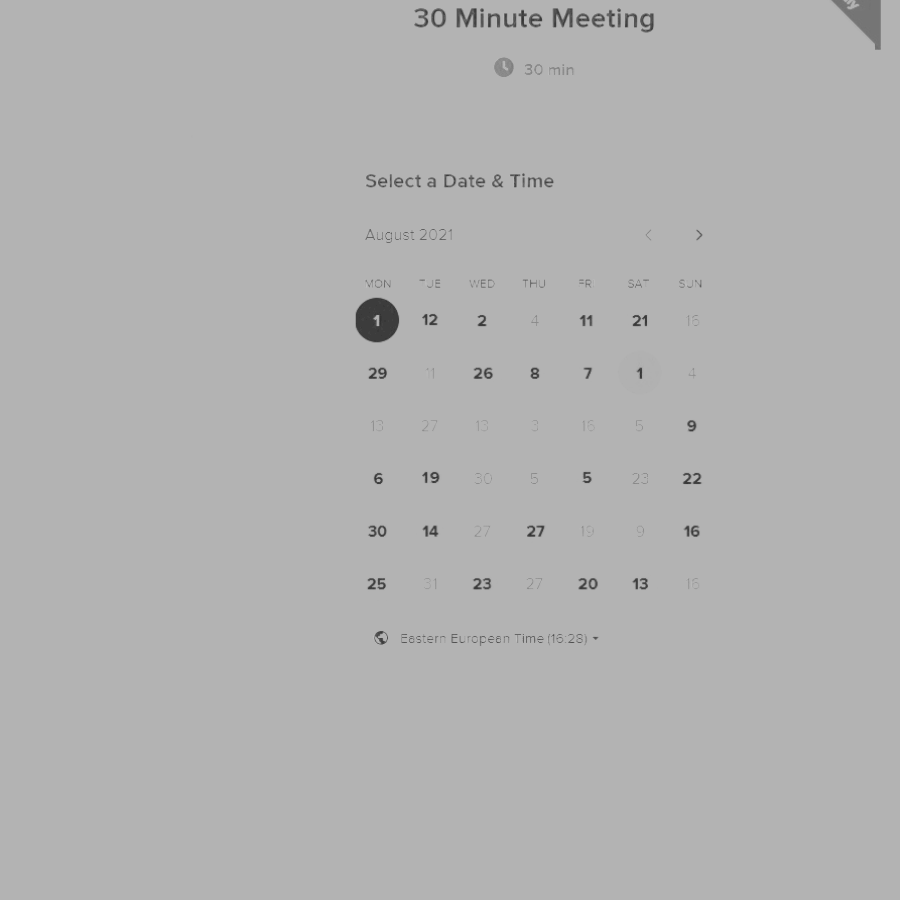 30 Minute Meeting
30 min
Select a Date & Time
August 2021
MON TUE WED THU FRI SAT SUN
1 12 2 4 11 21 16
29 11 26 8 7 1 4
13 27 13 3 16 5 9
6 19 30 5 5 23 22
30 14 27 27 19 9 16
25 31 23 27 20 13 16
Eastern European Time (16:28)